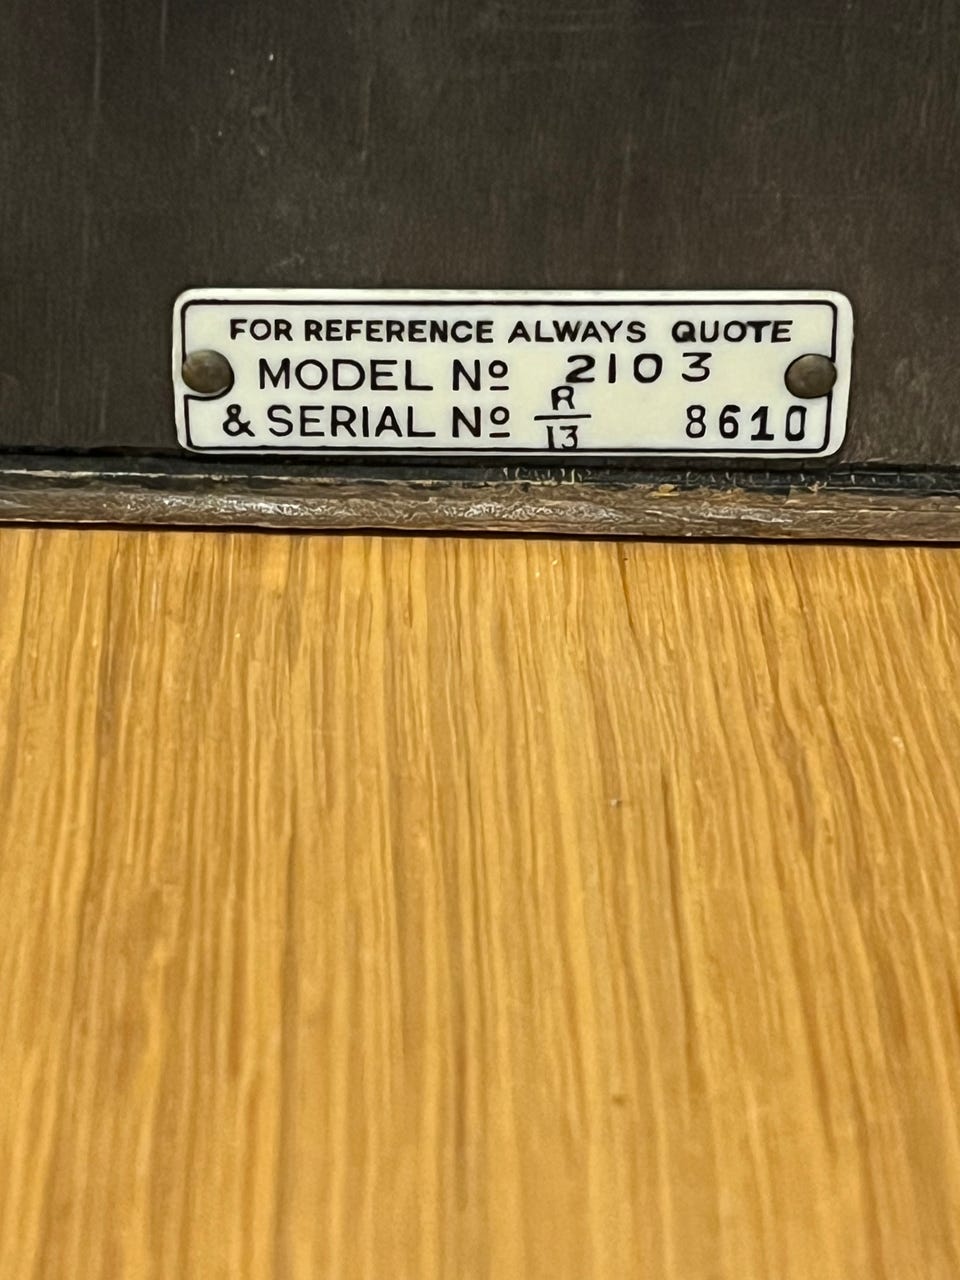 FOR REFERENCE ALWAYS QUOTE
MODEL Nº 2103
& SERIAL Nº R/13 8610